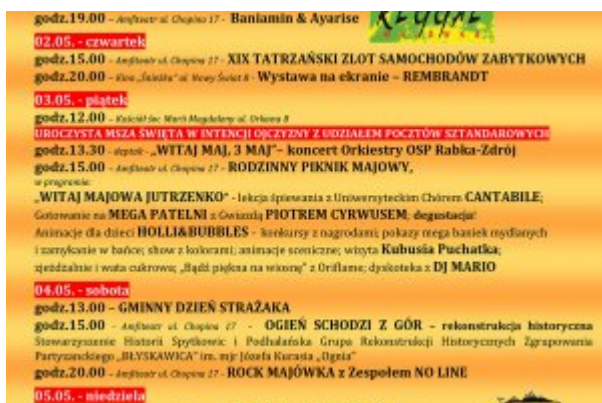 godz.19.00 – Amfiteatr ul. Chopina 17 - Baniamin & Ayarise
REGGAE
02.05. - czwartek
godz.15.00 – Amfiteatr ul. Chopina 17 - XIX TATRZAŃSKI ZLOT SAMOCHODÓW ZABYTKOWYCH
godz.20.00 – Kino „Śnieżka" ul. Nowy Świat 8 - Wystawa na ekranie – REMBRANDT
03.05. - piątek
godz.12.00 – Kościół św. Marii Magdaleny ul. Orkana 8
UROCZYSTA MSZA ŚWIĘTA W INTENCJI OJCZYZNY Z UDZIAŁEM POCZTÓW SZTANDAROWYCH
godz.13.30 - deptak - „WITAJ MAJ, 3 MAJ"– koncert Orkiestry OSP Rabka-Zdrój
godz.15.00 – Amfiteatr ul. Chopina 17 - RODZINNY PIKNIK MAJOWY,
w programie:
„WITAJ MAJOWA JUTRZENKO" - lekcja śpiewania z Uniwersyteckim Chórem CANTABILE;
Gotowanie na MEGA PATELNI z Gwiazdą PIOTREM CYRWUSEM; degustacja!
Animacje dla dzieci HOLLI&BUBBLES - konkursy z nagrodami; pokazy mega baniek mydlanych
i zamykanie w bańce; show z kolorami; animacje sceniczne; wizyta Kubusia Puchatka;
zjeżdżalnie i wata cukrowa; „Bądź piękna na wiosnę" z Oriflame; dyskoteka z DJ MARIO
04.05. - sobota
godz.13.00 – GMINNY DZIEŃ STRAŻAKA
godz.15.00 - Amfiteatr ul. Chopina 17 - OGIEŃ SCHODZI Z GÓR – rekonstrukcja historyczna
Stowarzyszenie Historii Spytkowic i Podhalańska Grupa Rekonstrukcji Historycznych Zgrupowania
Partyzanckiego „BŁYSKAWICA" im. mjr Józefa Kurasia „Ognia"
godz.20.00 – Amfiteatr ul. Chopina 17 - ROCK MAJÓWKA z Zespołem NO LINE
05.05. - niedziela